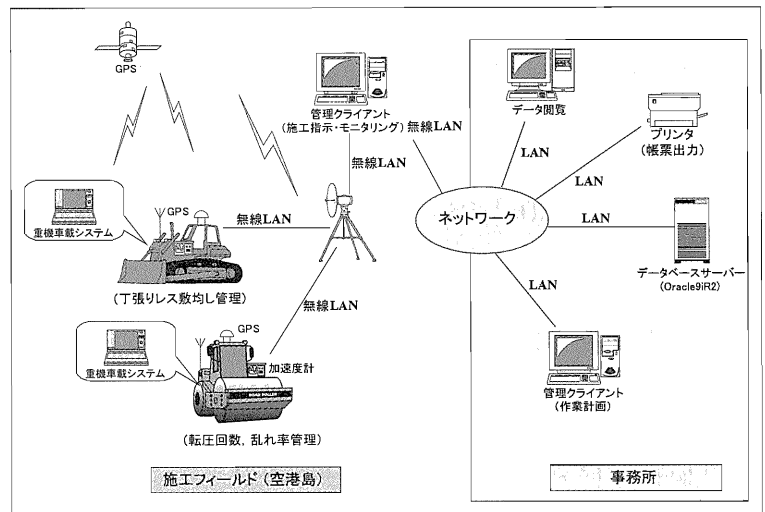 GPS
管理クライアント
(施工指示・モニタリング)
無線LAN
無線LAN
データ閲覧
LAN
プリンタ
(帳票出力)
LAN
ネットワーク
LAN
データベースサーバー
(Oracle9iR2)
LAN
管理クライアント
(作業計画)
重機車載システム
GPS
無線LAN
(丁張りレス敷均し管理)
無線LAN
重機車載システム
GPS
加速度計
(転圧回数, 乱れ率管理)
施工フィールド(空港島)
事務所